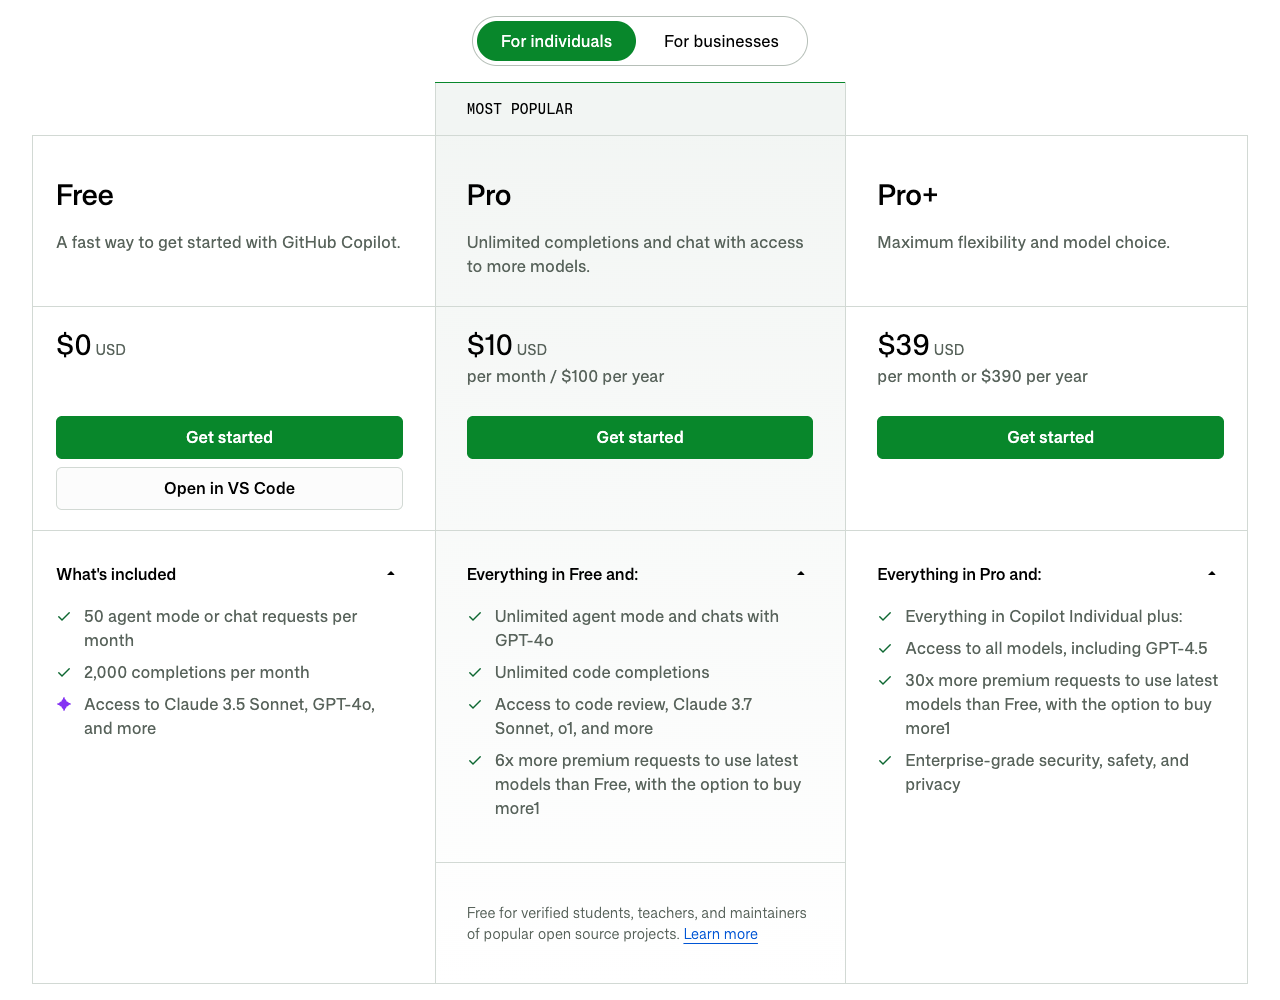 For individuals
For businesses
MOST POPULAR
Free
A fast way to get started with GitHub Copilot.
$0 USD
Get started
Open in VS Code
What's included
50 agent mode or chat requests per
month
2,000 completions per month
Access to Claude 3.5 Sonnet, GPT-4o,
and more
Pro
Unlimited completions and chat with access
to more models.
$10 USD
per month / $100 per year
Get started
Everything in Free and:
Unlimited agent mode and chats with
GPT-4o
Unlimited code completions
Access to code review, Claude 3.7
Sonnet, o1, and more
6x more premium requests to use latest
models than Free, with the option to buy
more1
Free for verified students, teachers, and maintainers
of popular open source projects. Learn more
Pro+
Maximum flexibility and model choice.
$39 USD
per month or $390 per year
Get started
Everything in Pro and:
Everything in Copilot Individual plus:
Access to all models, including GPT-4.5
30x more premium requests to use latest
models than Free, with the option to buy
more1
Enterprise-grade security, safety, and
privacy